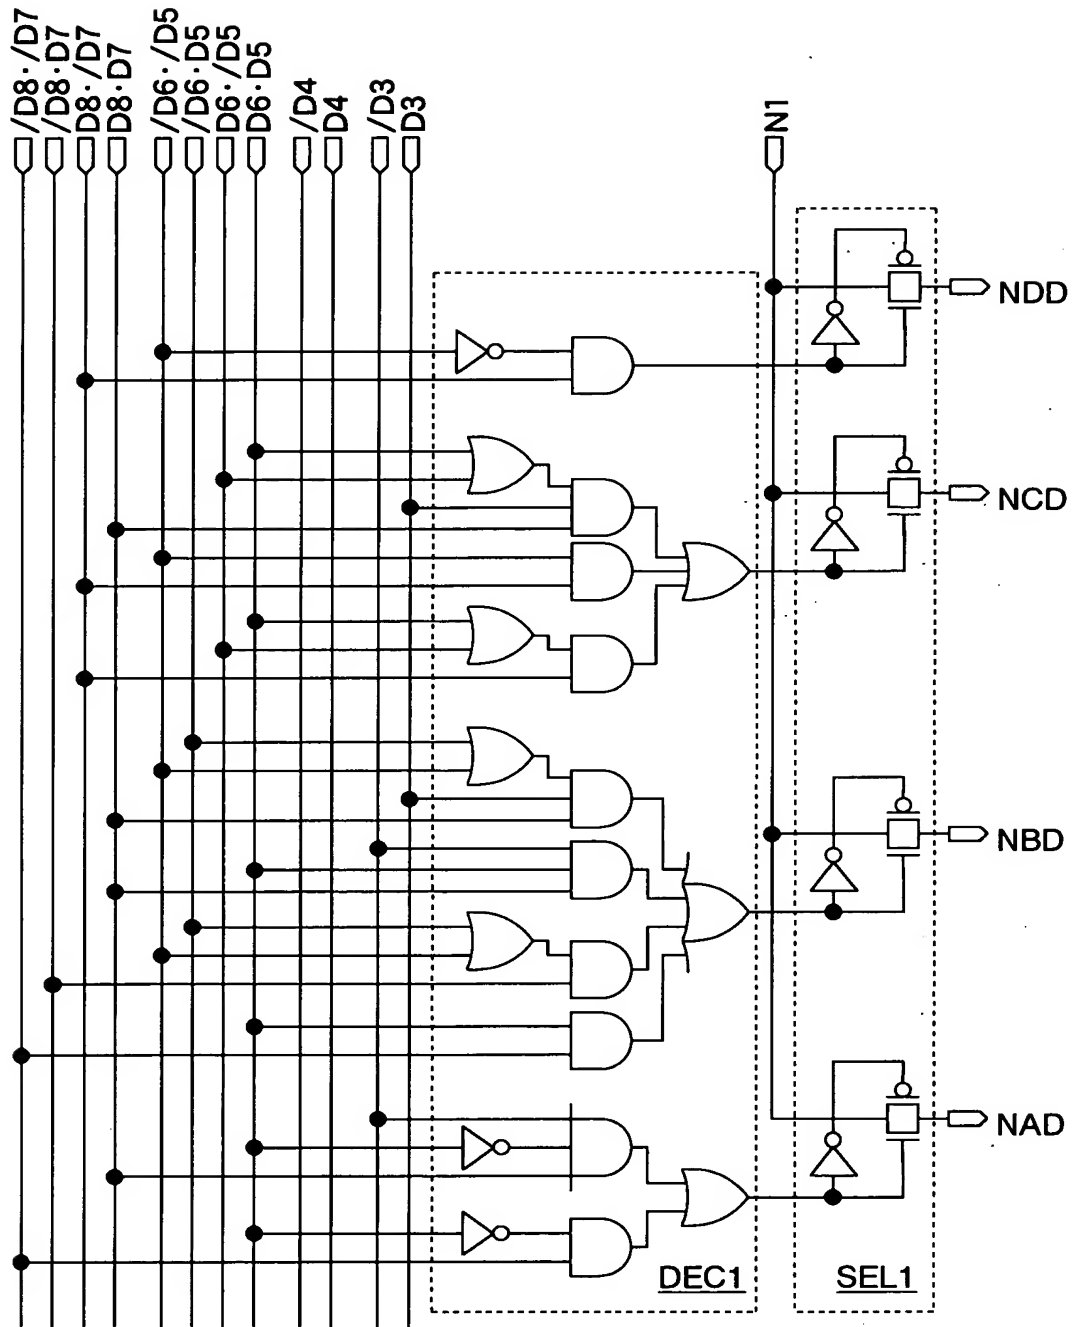 /D8·/D7
/D8·D7
D8·/D7
D8·D7
/D6·/D5
/D6·D5
D6·/D5
D6·D5
/D4
D4
/D3
D3
N1
NDD
NCD
NBD
NAD
DEC1
SEL1